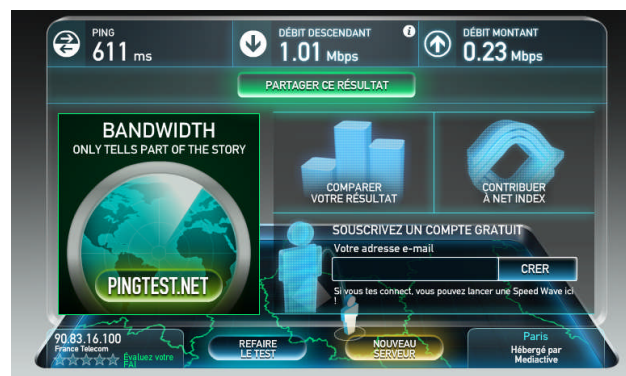 PING
611 ms
DÉBIT DESCENDANT
1.01 Mbps
DÉBIT MONTANT
0.23 Mbps
PARTAGER CE RÉSULTAT
BANDWIDTH
ONLY TELLS PART OF THE STORY
PINGTEST.NET
COMPARER
VOTRE RÉSULTAT
CONTRIBUER
À NET INDEX
SOUSCRIVEZ UN COMPTE GRATUIT
Votre adresse e-mail
CRER
Si vous tes connect, vous pouvez lancer une Speed Wave ici
!
90.83.16.100
France Telecom
Évaluez votre
FAI
REFAIRE
LE TEST
NOUVEAU
SERVEUR
Paris
Hébergé par
Mediactive